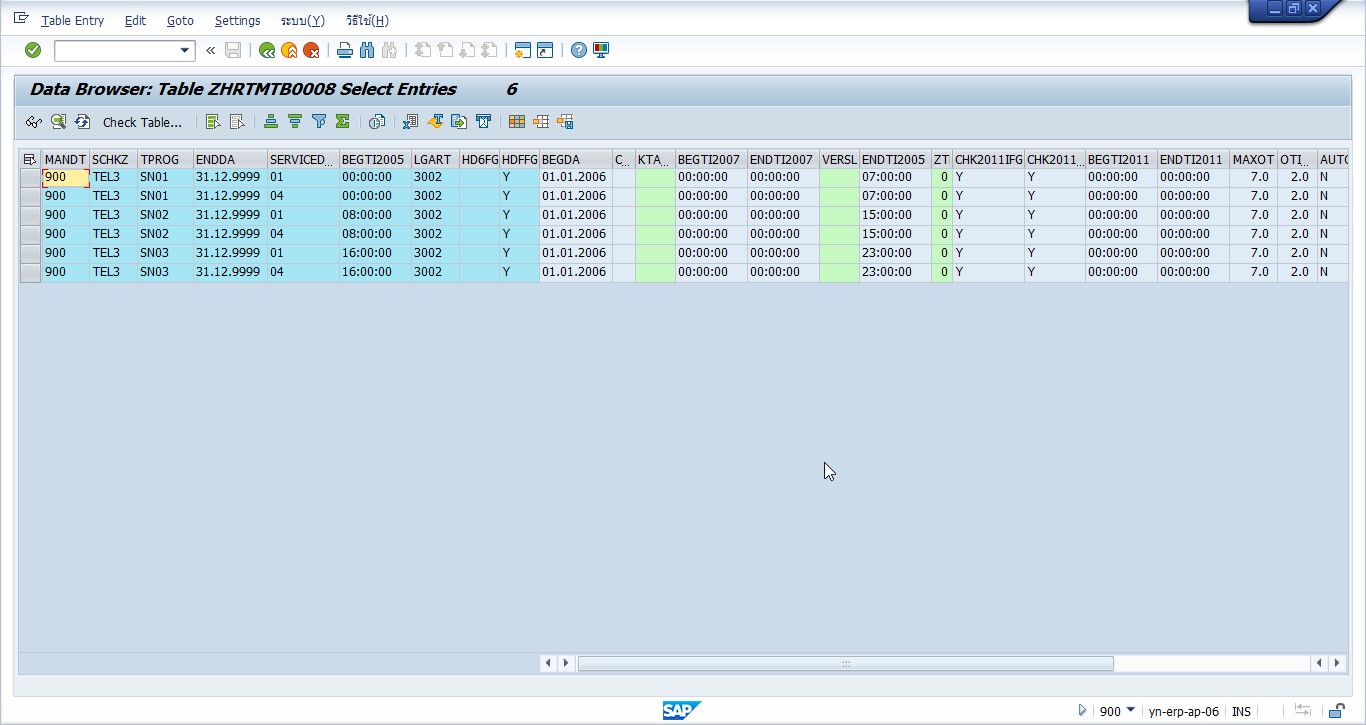 Table Entry Edit Goto Settings ระบบ(Y) วิธีใช้(H)
Data Browser: Table ZHRTMTB0008 Select Entries 6
Check Table...
MANDT SCHKZ TPROG ENDDA SERVICED... BEGTI2005 LGART HD6FG HDFFG BEGDA C... KTA... BEGTI2007 ENDTI2007 VERSL ENDTI2005 ZT CHK2011IFG CHK2011... BEGTI2011 ENDTI2011 MAXOT OTI... AUTO
900 TEL3 SN01 31.12.9999 01 00:00:00 3002 Y 01.01.2006 00:00:00 00:00:00 07:00:00 0 Y Y 00:00:00 00:00:00 7.0 2.0 N
900 TEL3 SN01 31.12.9999 04 00:00:00 3002 Y 01.01.2006 00:00:00 00:00:00 07:00:00 0 Y Y 00:00:00 00:00:00 7.0 2.0 N
900 TEL3 SN02 31.12.9999 01 08:00:00 3002 Y 01.01.2006 00:00:00 00:00:00 15:00:00 0 Y Y 00:00:00 00:00:00 7.0 2.0 N
900 TEL3 SN02 31.12.9999 04 08:00:00 3002 Y 01.01.2006 00:00:00 00:00:00 15:00:00 0 Y Y 00:00:00 00:00:00 7.0 2.0 N
900 TEL3 SN03 31.12.9999 01 16:00:00 3002 Y 01.01.2006 00:00:00 00:00:00 23:00:00 0 Y Y 00:00:00 00:00:00 7.0 2.0 N
900 TEL3 SN03 31.12.9999 04 16:00:00 3002 Y 01.01.2006 00:00:00 00:00:00 23:00:00 0 Y Y 00:00:00 00:00:00 7.0 2.0 N
SAP 900 yn-erp-ap-06 INS